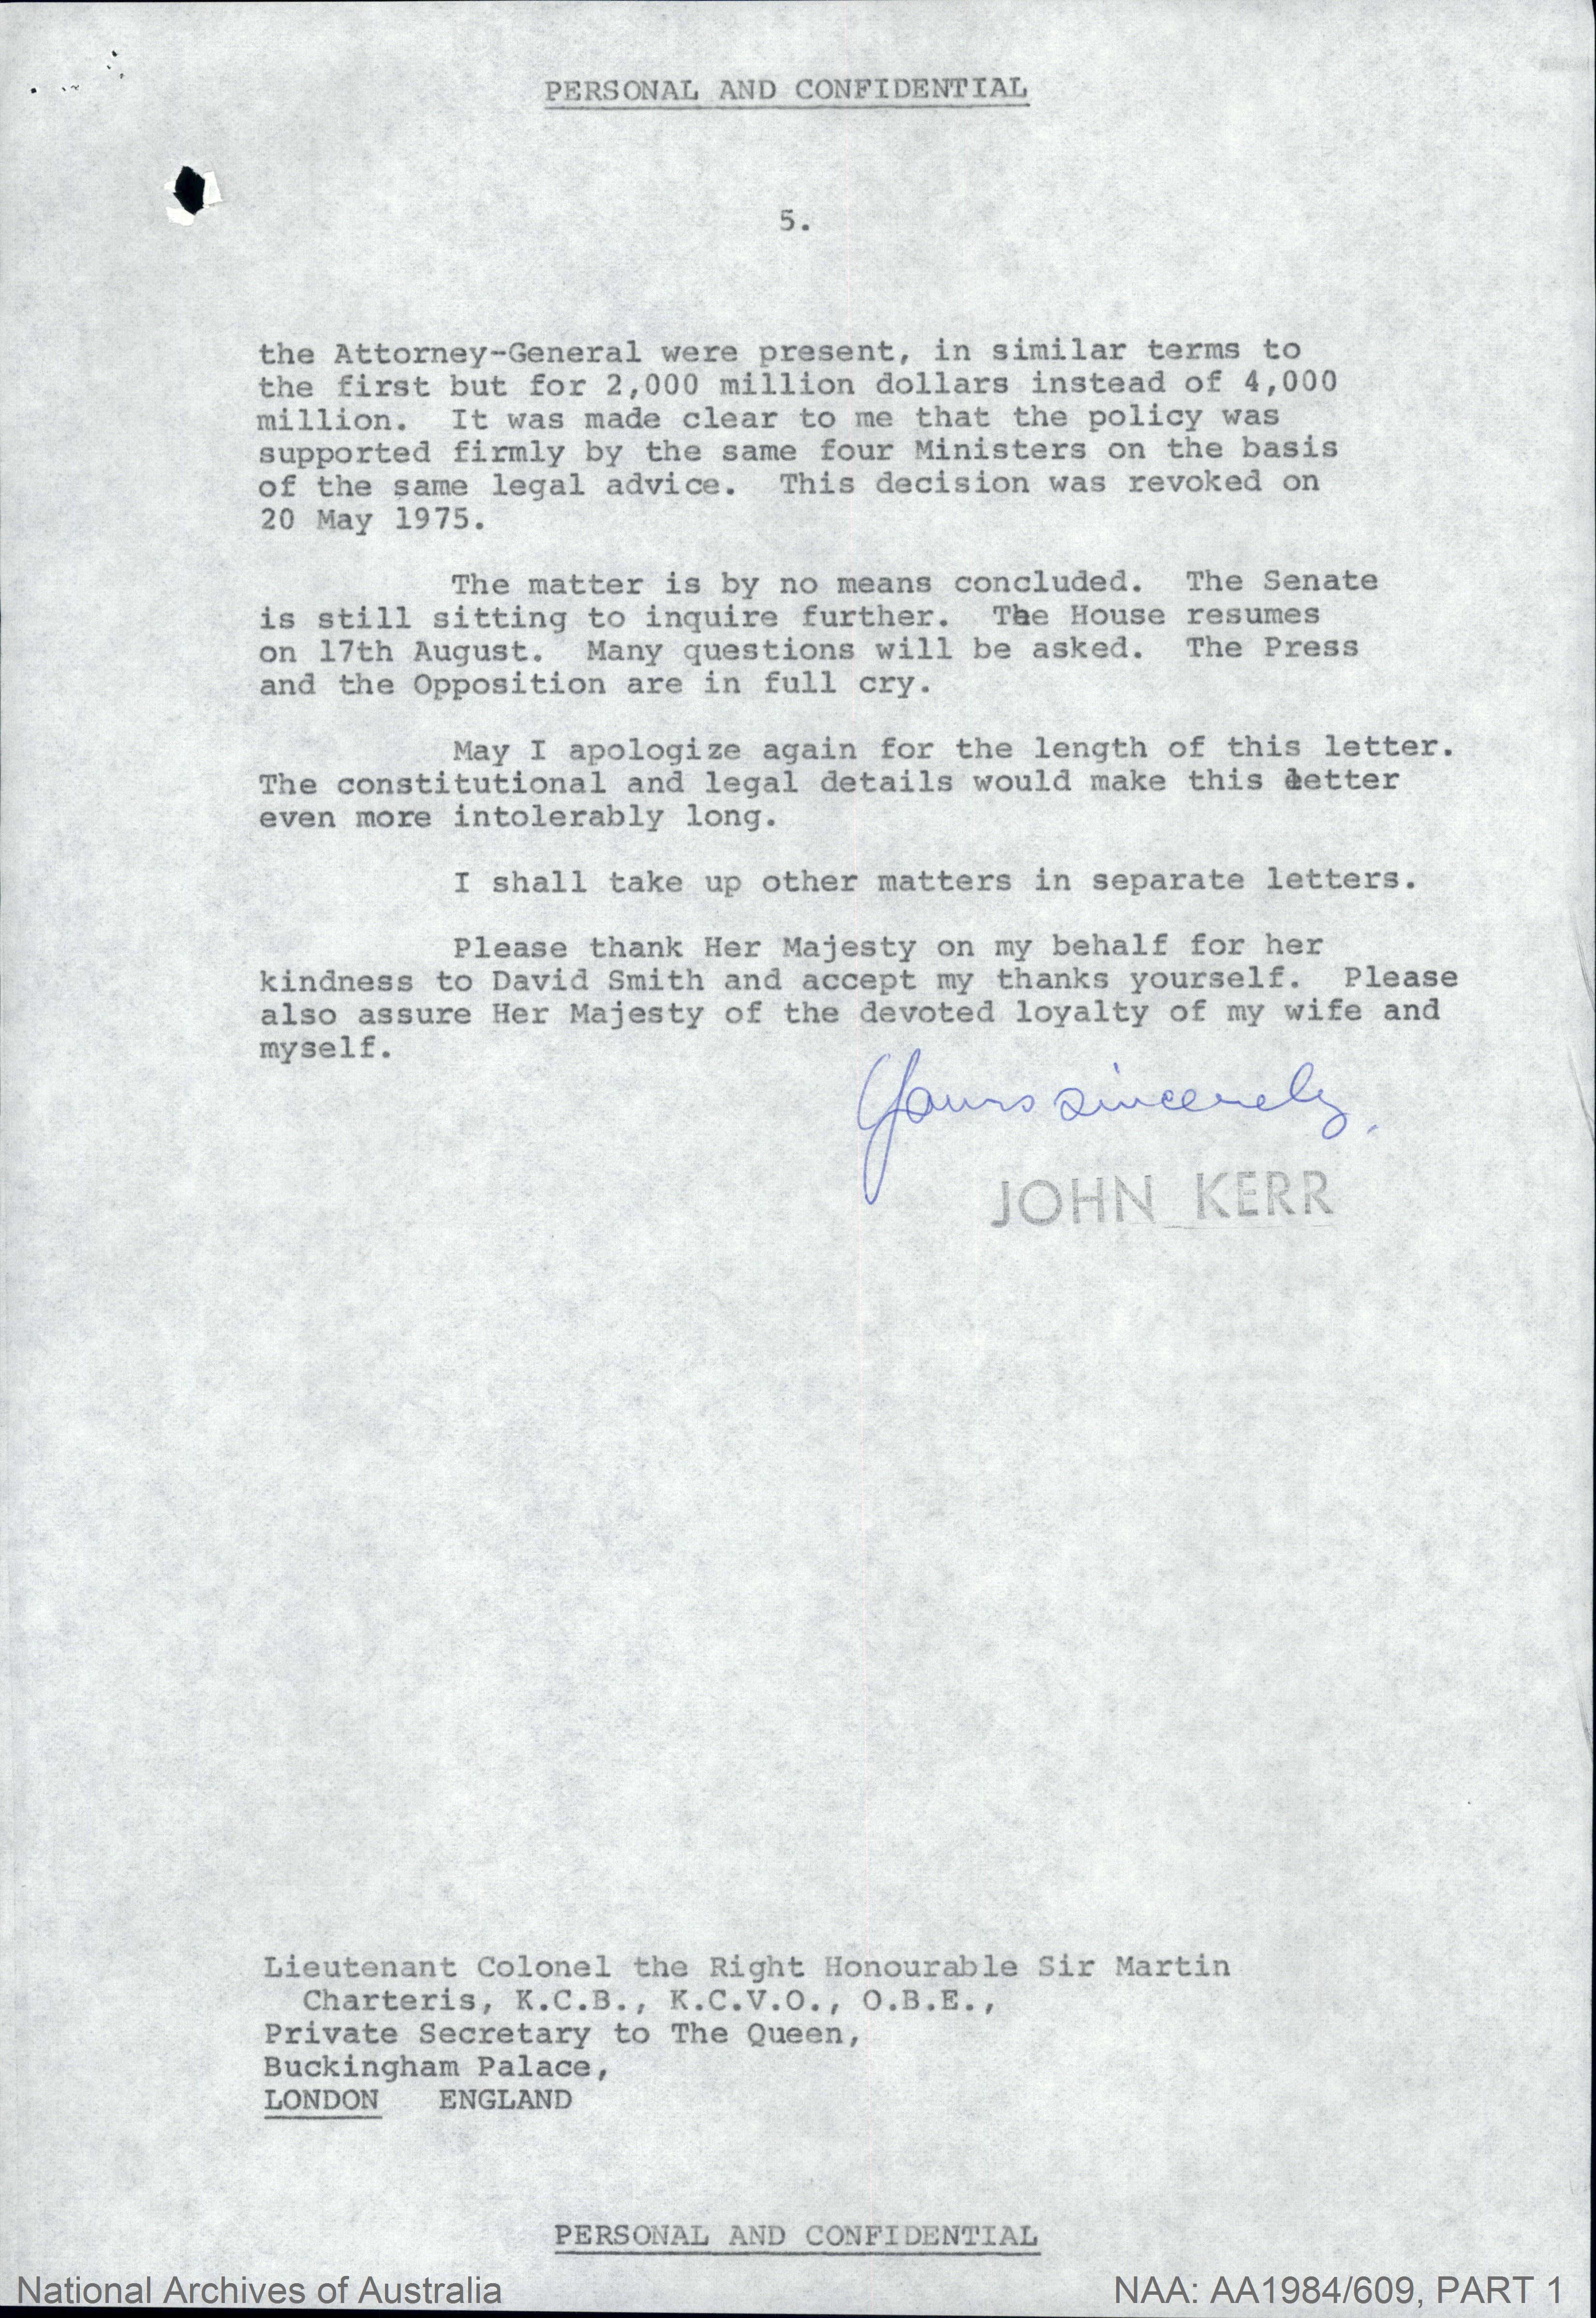 PERSONAL AND CONFIDENTIAL
5.
the Attorney-General were present, in similar terms to
the first but for 2,000 million dollars instead of 4,000
million. It was made clear to me that the policy was
supported firmly by the same four Ministers on the basis
of the same legal advice. This decision was revoked on
20 May 1975.
The matter is by no means concluded. The Senate
is still sitting to inquire further. The House resumes
on 17th August. Many questions will be asked. The Press
and the Opposition are in full cry.
May I apologize again for the length of this letter.
The constitutional and legal details would make this letter
even more intolerably long.
I shall take up other matters in separate letters.
Please thank Her Majesty on my behalf for her
kindness to David Smith and accept my thanks yourself. Please
also assure Her Majesty of the devoted loyalty of my wife and
myself.
Yours sincerely,
JOHN KERR
Lieutenant Colonel the Right Honourable Sir Martin
Charteris, K.C.B., K.C.V.O., O.B.E.,
Private Secretary to The Queen,
Buckingham Palace,
LONDON ENGLAND
PERSONAL AND CONFIDENTIAL
National Archives of Australia
NAA: AA1984/609, PART 1